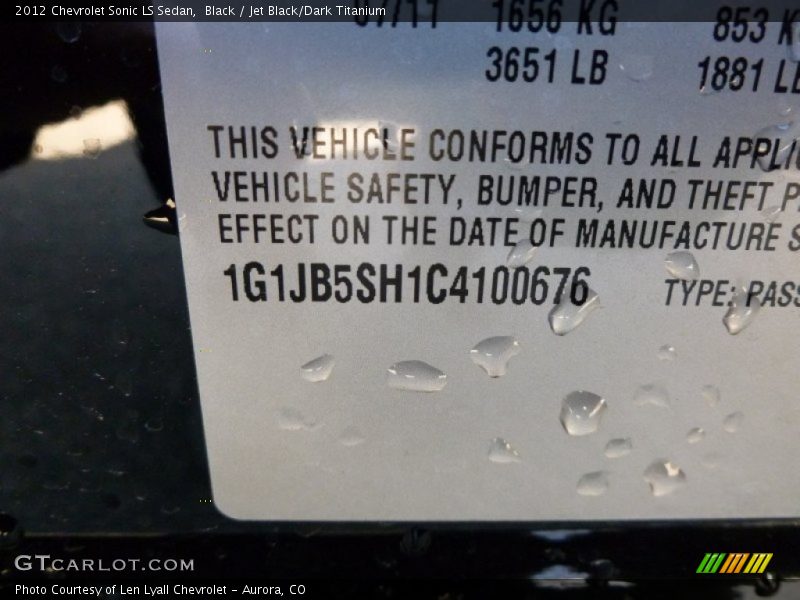 2012 Chevrolet Sonic LS Sedan, Black / Jet Black/Dark Titanium
07/11 1656 KG 853 K
3651 LB 1881 LB
THIS VEHICLE CONFORMS TO ALL APPLI
VEHICLE SAFETY, BUMPER, AND THEFT P
EFFECT ON THE DATE OF MANUFACTURE S
1G1JB5SH1C4100676 TYPE: PASS
GTCARLOT.COM
Photo Courtesy of Len Lyall Chevrolet - Aurora, CO